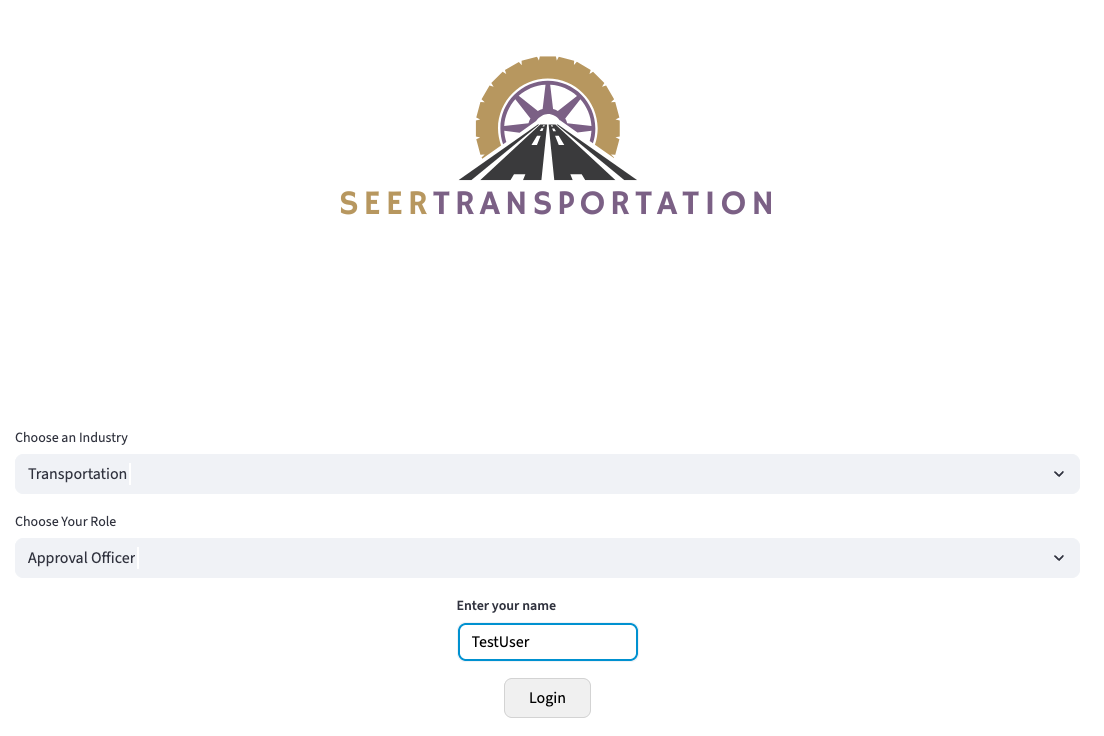 SEERTRANSPORTATION
Choose an Industry
Transportation
Choose Your Role
Approval Officer
Enter your name
TestUser
Login